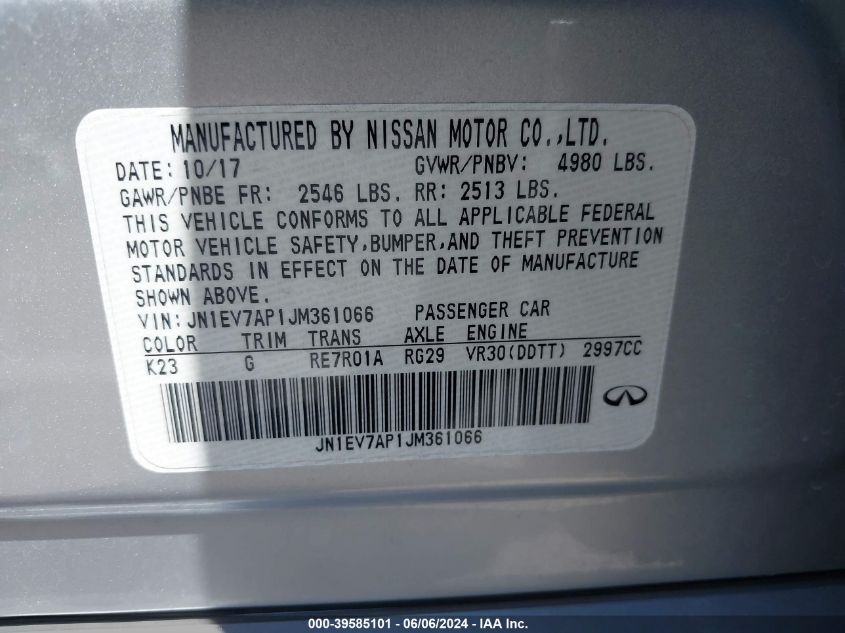 MANUFACTURED BY NISSAN MOTOR CO.,LTD.
DATE: 10/17 GVWR/PNBV: 4980 LBS.
GAWR/PNBE FR: 2546 LBS. RR: 2513 LBS.
THIS VEHICLE CONFORMS TO ALL APPLICABLE FEDERAL
MOTOR VEHICLE SAFETY,BUMPER,AND THEFT PREVENTION
STANDARDS IN EFFECT ON THE DATE OF MANUFACTURE
SHOWN ABOVE.
VIN:JN1EV7AP1JM361066 PASSENGER CAR
COLOR TRIM TRANS AXLE ENGINE
K23 G RE7R01A RG29 VR30(DDTT) 2997CC
JN1EV7AP1JM361066
000-39585101 - 06/06/2024 - IAA Inc.